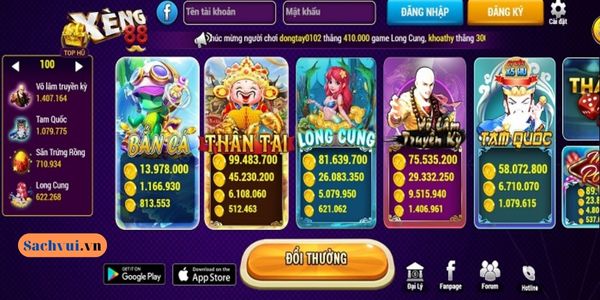 XÈNG
88
TOP HŨ
Tên tài khoản
Mật khẩu
ĐĂNG NHẬP
ĐĂNG KÝ
Cài đặt
Chúc mừng người chơi dongtay0102 thắng 410.000 game Long Cung, khoathy thắng 30
100
Võ lâm truyền kỳ
1.407.164
Tam Quốc
1.079.775
Săn Trứng Rồng
710.934
Long Cung
622.268
BẮN CÁ
13.978.000
1.166.930
813.553
THẦN TÀI
99.483.700
45.230.200
6.108.060
512.463
LONG CUNG
81.639.700
26.083.350
5.079.950
621.062
Võ Lâm
Truyền Kỳ
75.535.200
29.332.250
9.515.940
1.406.961
TAM QUỐC
58.072.800
6.710.070
1.079.615
Sachvui.vn
ĐỔI THƯỞNG
GET IT ON
Google Play
Download on the
App Store
Đại Lý
Fanpage
Forum
Hotline